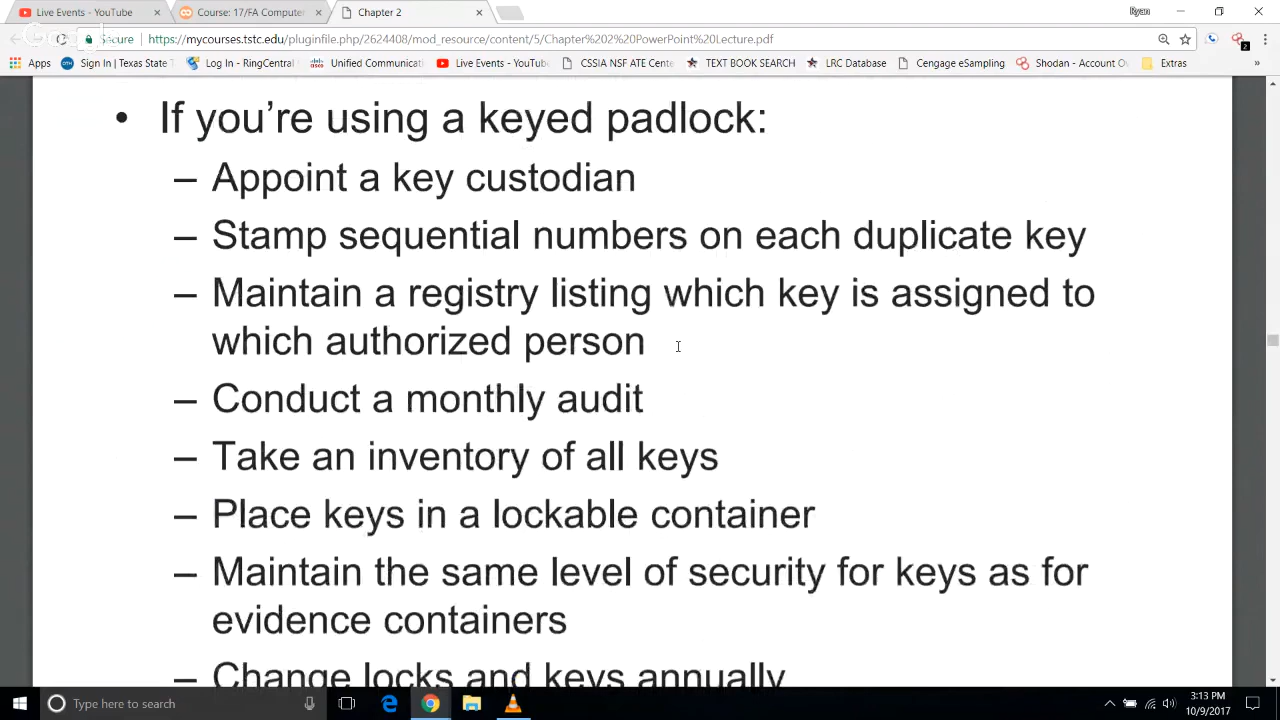 Live Events - YouTube
Course: 17/FA Computer
Chapter 2
Ryan
Secure
https://mycourses.tstc.edu/pluginfile.php/2624408/mod_resource/content/5/Chapter%202%20PowerPoint%20Lecture.pdf
Apps
Sign In | Texas State T
Log In - RingCentral
Unified Communicat
Live Events - YouTub
CSSIA NSF ATE Cente
IT BOOK SEARCH
LRC Database
Cengage eSampling
Shodan - Account O
Extras
»
• If you're using a keyed padlock:
– Appoint a key custodian
– Stamp sequential numbers on each duplicate key
– Maintain a registry listing which key is assigned to
which authorized person
– Conduct a monthly audit
– Take an inventory of all keys
– Place keys in a lockable container
– Maintain the same level of security for keys as for
evidence containers
– Change locks and keys annually
Type here to search
3:13 PM
10/9/2017